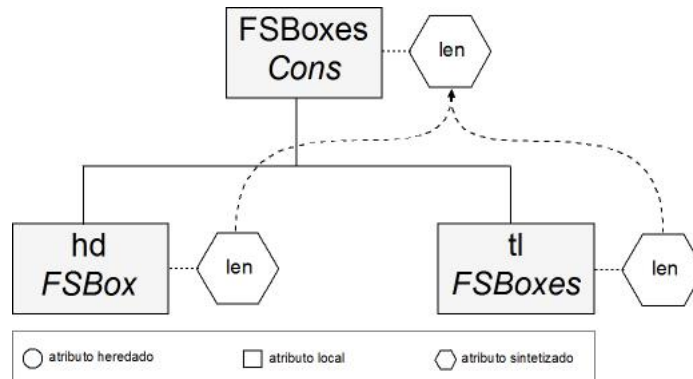 FSBoxes
Cons
len
hd
FSBox
len
tl
FSBoxes
len
atributo heredado
atributo local
atributo sintetizado